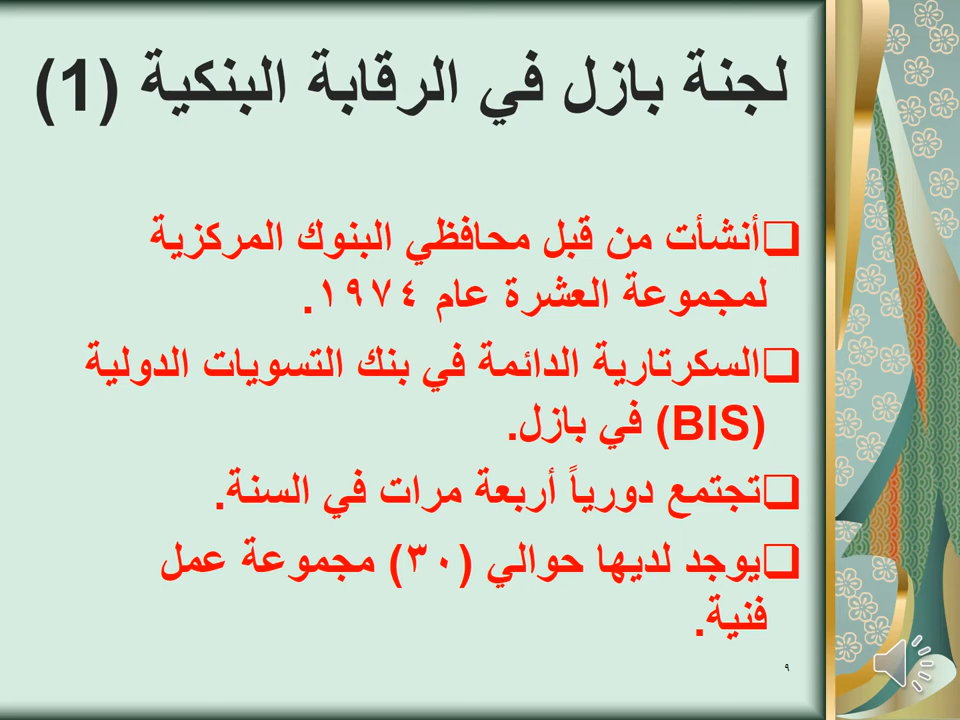 لجنة بازل في الرقابة البنكية (1)
❑أنشأت من قبل محافظي البنوك المركزية
لمجموعة العشرة عام ١٩٧٤.
❑السكرتارية الدائمة في بنك التسويات الدولية
(BIS) في بازل.
❑تجتمع دورياً أربعة مرات في السنة.
❑يوجد لديها حوالي (٣٠) مجموعة عمل
فنية.
٩